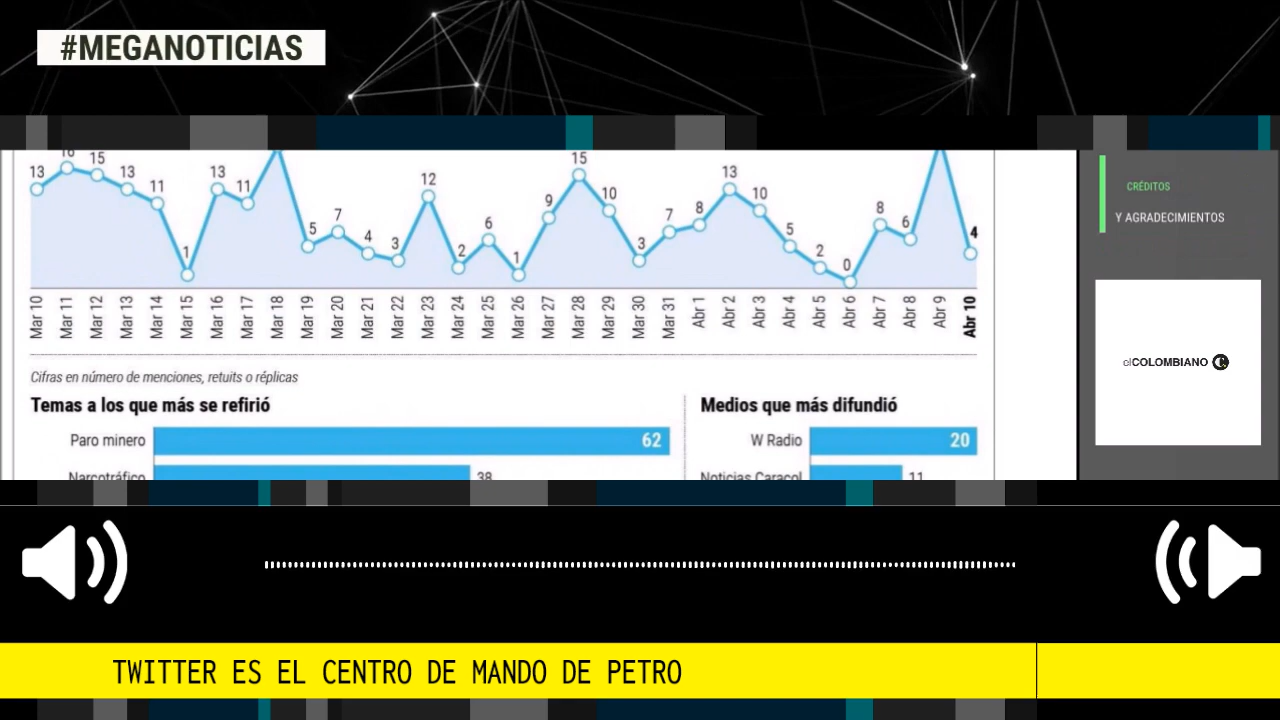 #MEGANOTICIAS
13 16 15 13 11 1 13 11 5 7 4 3 12 2 6 1 9 15 10 3 7 8 13 10 5 2 0 8 6 4
Mar 10 Mar 11 Mar 12 Mar 13 Mar 14 Mar 15 Mar 16 Mar 17 Mar 18 Mar 19 Mar 20 Mar 21 Mar 22 Mar 23 Mar 24 Mar 25 Mar 26 Mar 27 Mar 28 Mar 29 Mar 30 Mar 31 Abr 1 Abr 2 Abr 3 Abr 4 Abr 5 Abr 6 Abr 7 Abr 8 Abr 9 Abr 10
Cifras en número de menciones, retuits o réplicas
Temas a los que más se refirió
Paro minero 62
Narcotráfico 38
Medios que más difundió
W Radio 20
Noticias Caracol 11
CRÉDITOS
Y AGRADECIMIENTOS
elCOLOMBIANO
TWITTER ES EL CENTRO DE MANDO DE PETRO